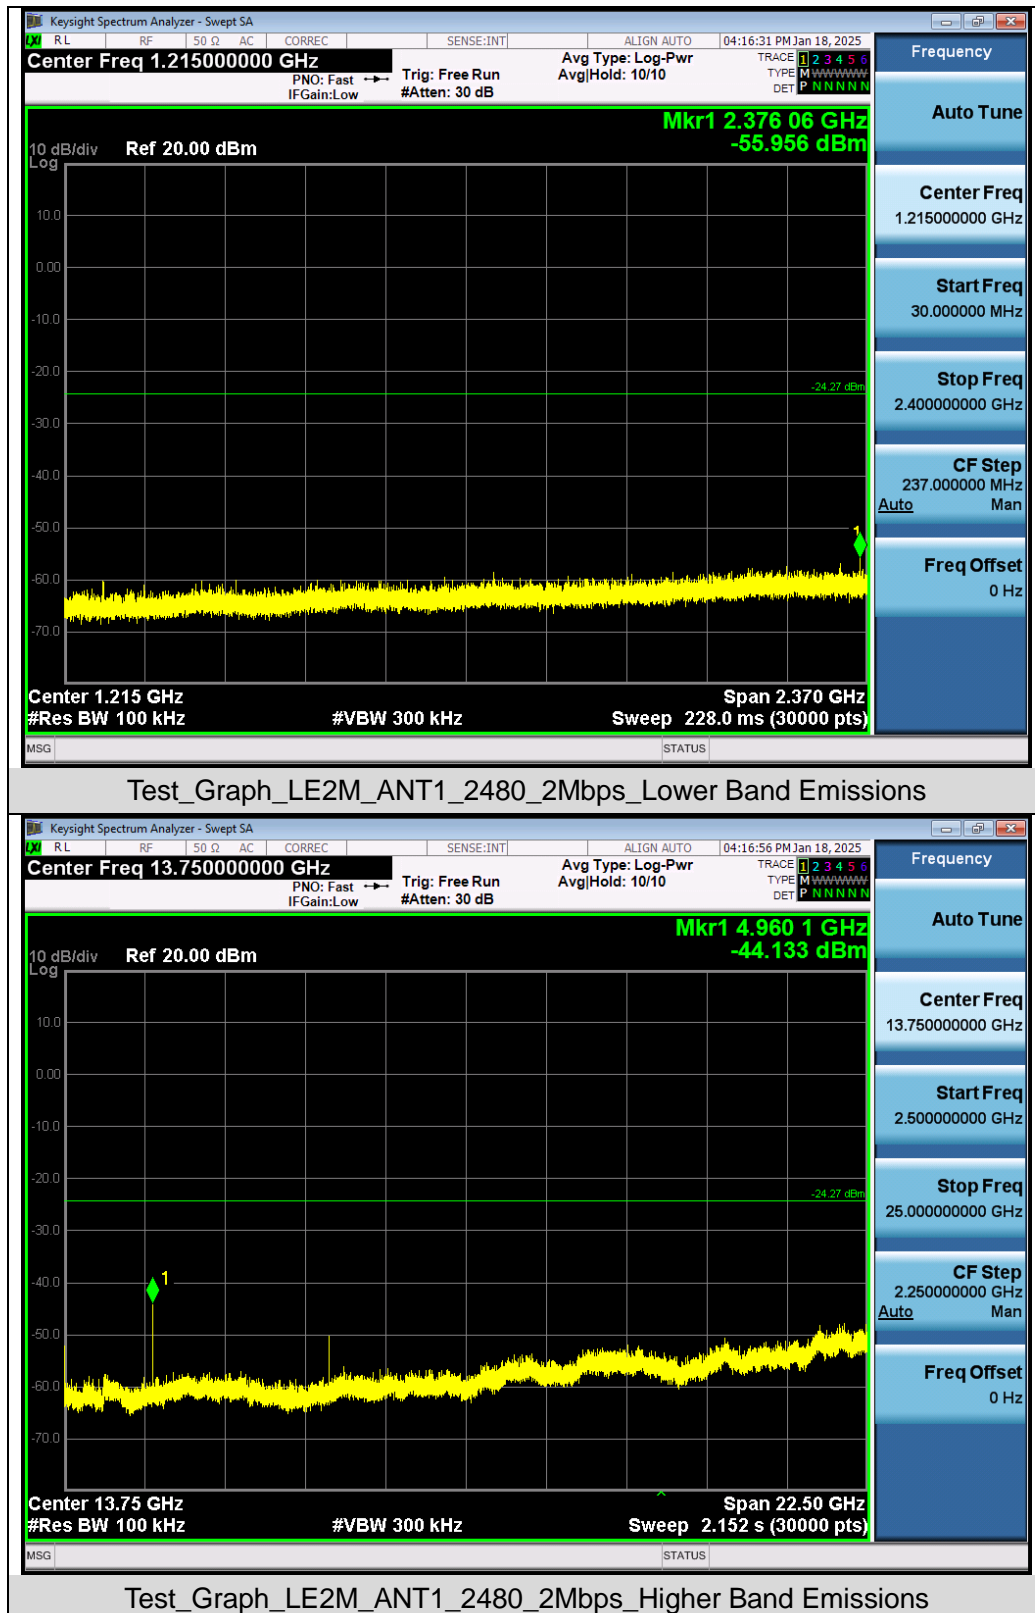 Keysight Spectrum Analyzer - Swept SA
LXI RL RF 50 Ω AC CORREC SENSE:INT ALIGN AUTO 04:16:31 PM Jan 18, 2025
Center Freq 1.215000000 GHz
PNO: Fast
IFGain:Low
Trig: Free Run
#Atten: 30 dB
Avg Type: Log-Pwr
Avg|Hold: 10/10
TRACE 1 2 3 4 5 6
TYPE M WWWWW
DET P N N N N N
Mkr1 2.376 06 GHz
-55.956 dBm
10 dB/div Ref 20.00 dBm
Log
10.0
0.00
-10.0
-20.0
-24.27 dBm
-30.0
-40.0
-50.0
1
-60.0
-70.0
Center 1.215 GHz Span 2.370 GHz
#Res BW 100 kHz #VBW 300 kHz Sweep 228.0 ms (30000 pts)
MSG STATUS
Frequency
Auto Tune
Center Freq
1.215000000 GHz
Start Freq
30.000000 MHz
Stop Freq
2.400000000 GHz
CF Step
237.000000 MHz
Auto Man
Freq Offset
0 Hz
Test_Graph_LE2M_ANT1_2480_2Mbps_Lower Band Emissions
Keysight Spectrum Analyzer - Swept SA
LXI RL RF 50 Ω AC CORREC SENSE:INT ALIGN AUTO 04:16:56 PM Jan 18, 2025
Center Freq 13.750000000 GHz
PNO: Fast
IFGain:Low
Trig: Free Run
#Atten: 30 dB
Avg Type: Log-Pwr
Avg|Hold: 10/10
TRACE 1 2 3 4 5 6
TYPE M WWWWW
DET P N N N N N
Mkr1 4.960 1 GHz
-44.133 dBm
10 dB/div Ref 20.00 dBm
Log
10.0
0.00
-10.0
-20.0
-24.27 dBm
-30.0
-40.0
1
-50.0
-60.0
-70.0
Center 13.75 GHz Span 22.50 GHz
#Res BW 100 kHz #VBW 300 kHz Sweep 2.152 s (30000 pts)
MSG STATUS
Frequency
Auto Tune
Center Freq
13.750000000 GHz
Start Freq
2.500000000 GHz
Stop Freq
25.000000000 GHz
CF Step
2.250000000 GHz
Auto Man
Freq Offset
0 Hz
Test_Graph_LE2M_ANT1_2480_2Mbps_Higher Band Emissions